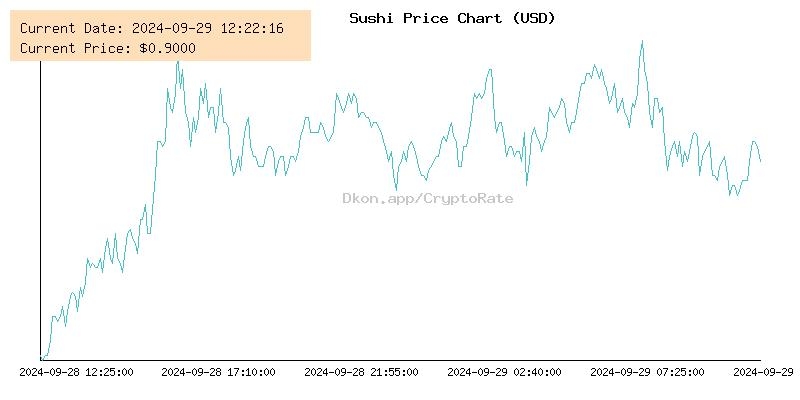 Sushi Price Chart (USD)
Current Date: 2024-09-29 12:22:16
Current Price: $0.9000
Dkon.app/CryptoRate
2024-09-28 12:25:00 2024-09-28 17:10:00 2024-09-28 21:55:00 2024-09-29 02:40:00 2024-09-29 07:25:00 2024-09-29